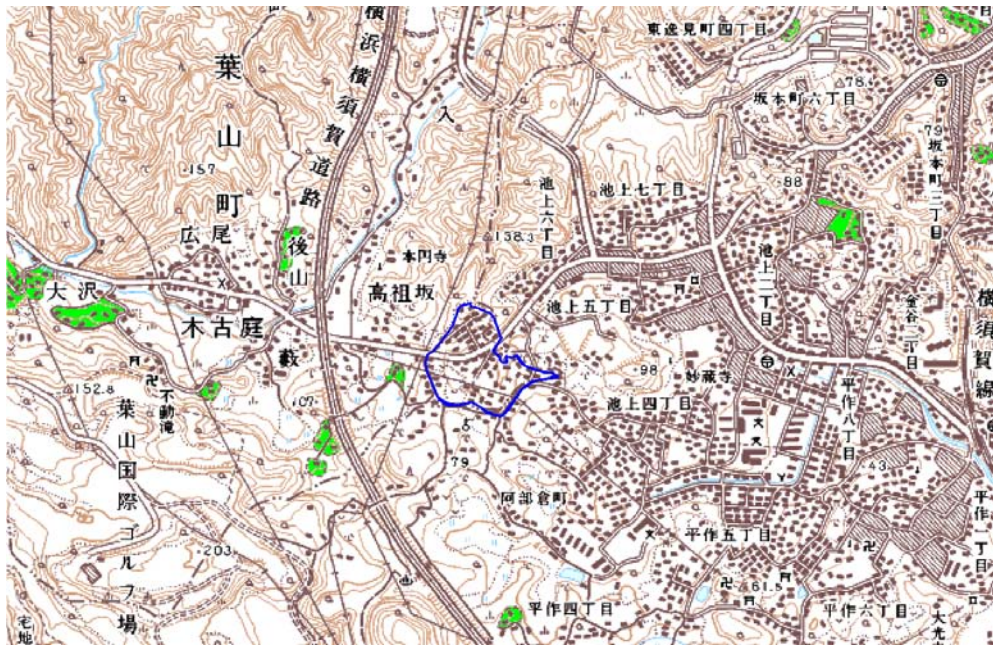 葉山町
横浜横須賀道路
入
東逸見町四丁目
坂本町六丁目
坂本町二丁目
78
79
88
池上七丁目
池上六丁目
138.3
157
広尾
後山
本円寺
高祖坂
池上五丁目
池上二丁目
金谷二丁目
横須賀線
大沢
木古庭
藪
107
152.8
不動滝
葉山国際ゴルフ場
203
79
98
妙蔵寺
池上四丁目
平作八丁目
43
阿部倉町
平作五丁目
61.5
平作四丁目
平作六丁目
平作
丁目
大光
宅地